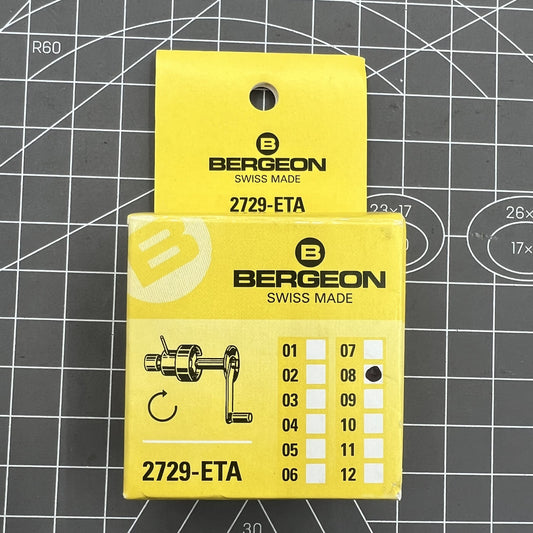 R60
B
BERGEON
SWISS MADE
2729-ETA
23×17
26×
17×
B
B
BERGEON
SWISS MADE
01 07
02 08
03 09
04 10
05 11
06 12
2729-ETA
30